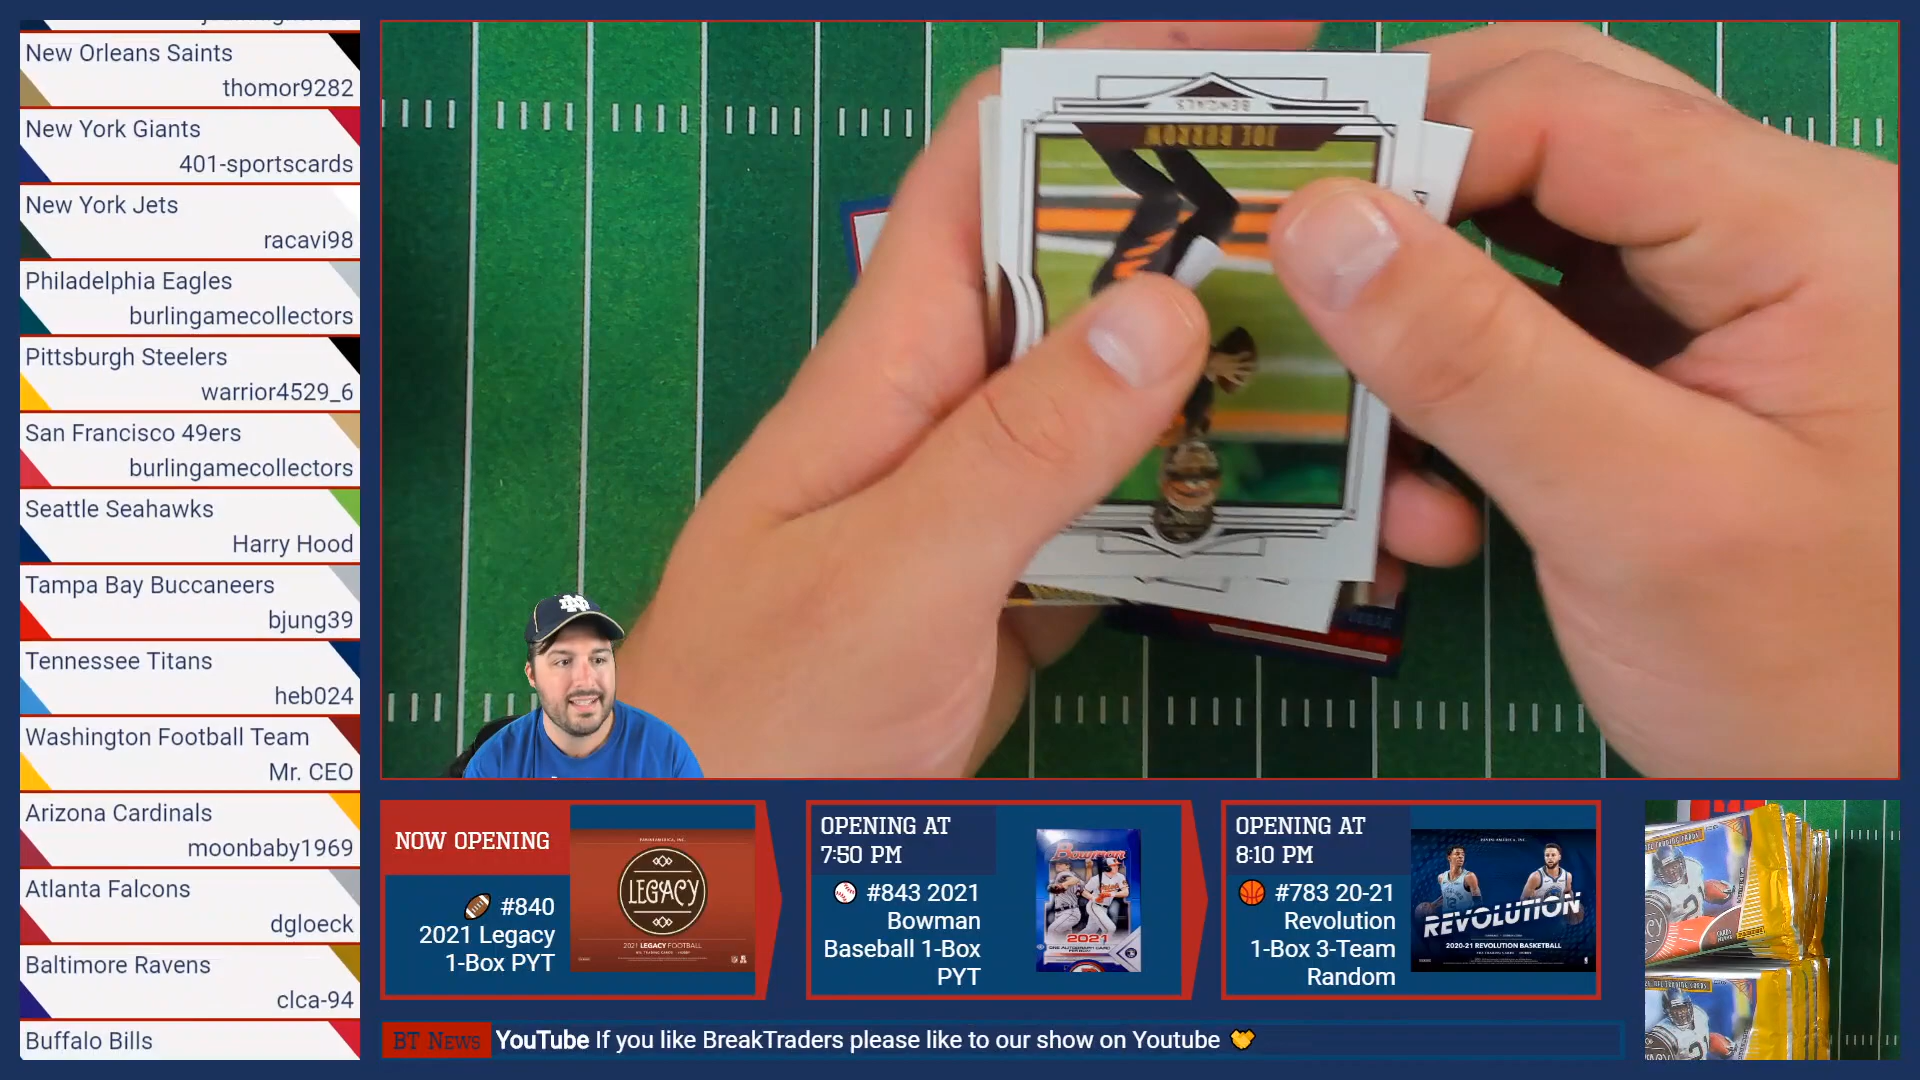 New Orleans Saints
thomor9282
New York Giants
401-sportscards
New York Jets
racavi98
Philadelphia Eagles
burlingamecollectors
Pittsburgh Steelers
warrior4529_6
San Francisco 49ers
burlingamecollectors
Seattle Seahawks
Harry Hood
Tampa Bay Buccaneers
bjung39
Tennessee Titans
heb024
Washington Football Team
Mr. CEO
Arizona Cardinals
moonbaby1969
Atlanta Falcons
dgloeck
Baltimore Ravens
clca-94
Buffalo Bills
BENGALS
JOE BURROW
NOW OPENING
#840
2021 Legacy
1-Box PYT
LEGACY
2021 LEGACY FOOTBALL
OPENING AT
7:50 PM
#843 2021
Bowman
Baseball 1-Box
PYT
Bowman
2021
OPENING AT
8:10 PM
#783 20-21
Revolution
1-Box 3-Team
Random
REVOLUTION
2020-21 REVOLUTION BASKETBALL
BT News
YouTube If you like BreakTraders please like to our show on Youtube